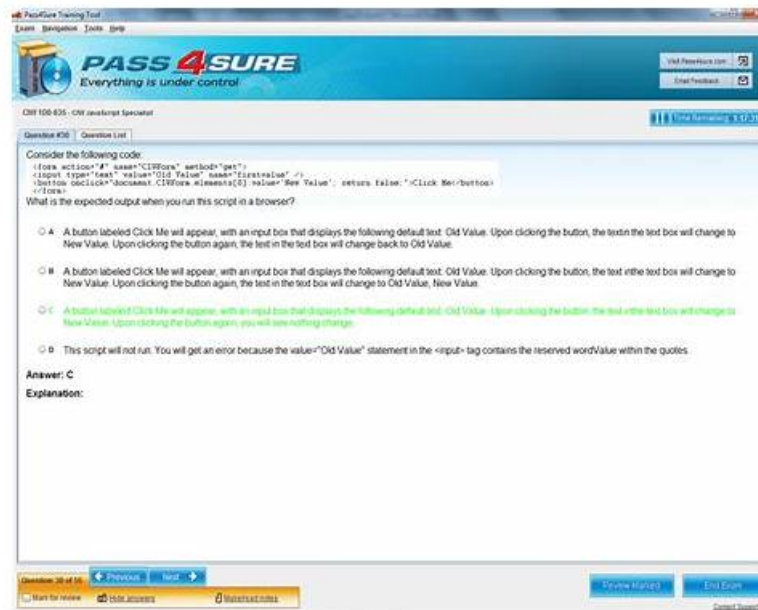 Pass4Sure Training Tool
Exam Navigation Tools Help
PASS 4 SURE
Everything is under control
Visit Pass4sure.com
Email Feedback
CIW 1D0-635 - CIW JavaScript Specialist
Time Remaining:
Question #30 Question List
Consider the following code:
<form action="#" name="CIWForm" method="get">
<input type="text" value="Old Value" name="firstvalue" />
<button onclick="document.CIWForm.elements[0].value='New Value'; return false;">Click Me</button>
</form>
What is the expected output when you run this script in a browser?
A A button labeled Click Me will appear, with an input box that displays the following default text: Old Value. Upon clicking the button, the textin the text box will change to
New Value. Upon clicking the button again, the text in the text box will change back to Old Value.
B A button labeled Click Me will appear, with an input box that displays the following default text: Old Value. Upon clicking the button, the text inthe text box will change to
New Value. Upon clicking the button again, the text in the text box will change to Old Value, New Value.
C A button labeled Click Me will appear, with an input box that displays the following default text: Old Value. Upon clicking the button, the text inthe text box will change to
New Value. Upon clicking the button again, you will see nothing change.
D This script will not run. You will get an error because the value="Old Value" statement in the <input> tag contains the reserved wordValue within the quotes.
Answer: C
Explanation:
Question: 30 of 55
Previous Next
Mark for review Hide answers Make/read notes
Review Marked End Exam
Contact Support